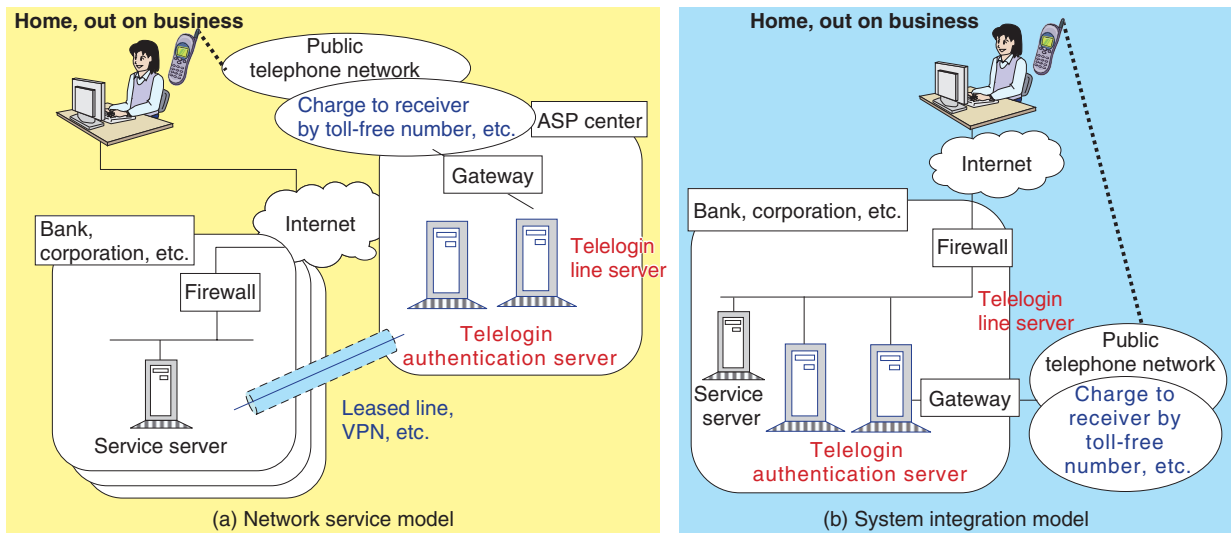 Home, out on business
Public
telephone network
Charge to receiver
by toll-free number, etc.
ASP center
Gateway
Internet
Bank,
corporation, etc.
Firewall
Telelogin
line server
Telelogin
authentication server
Leased line,
VPN, etc.
Service server
(a) Network service model
Home, out on business
Internet
Bank, corporation, etc.
Firewall
Telelogin
line server
Public
telephone network
Service
server
Gateway
Charge to
receiver by
toll-free
number, etc.
Telelogin
authentication server
(b) System integration model